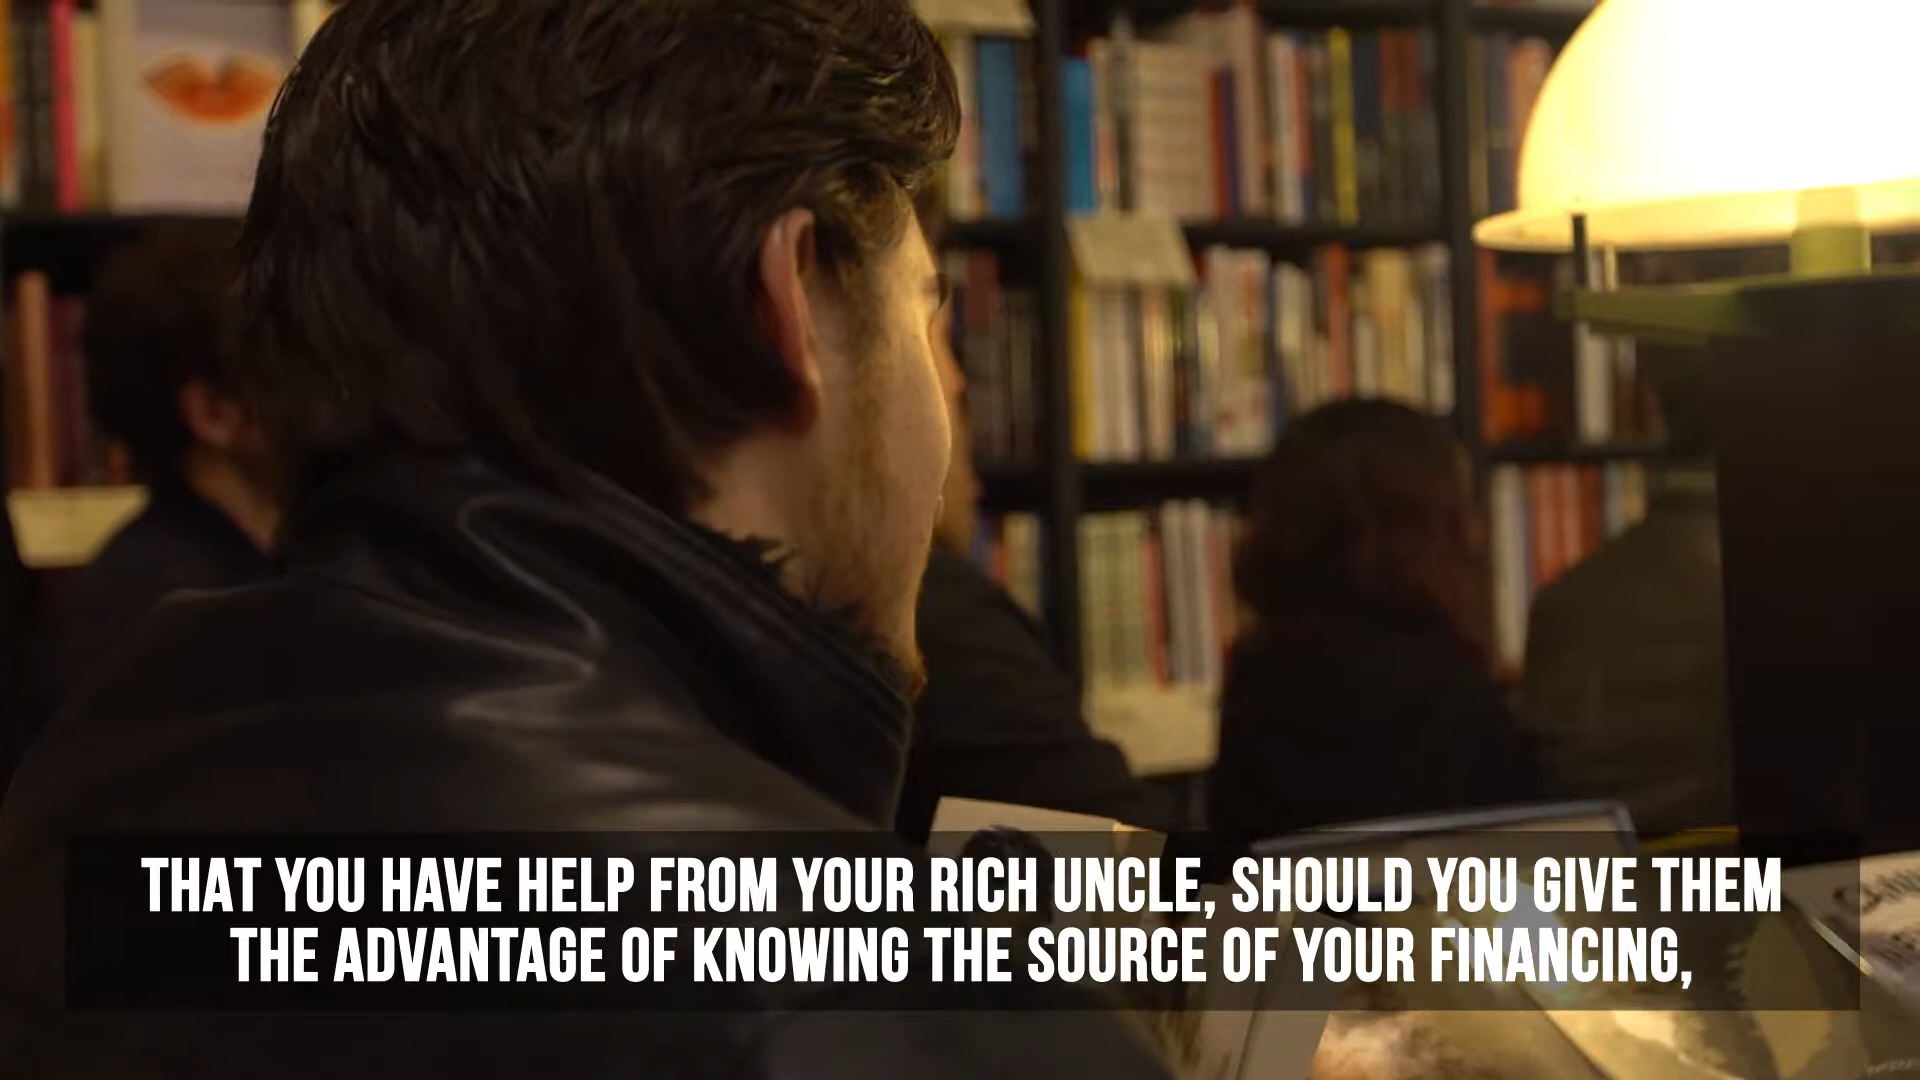 THAT YOU HAVE HELP FROM YOUR RICH UNCLE, SHOULD YOU GIVE THEM
THE ADVANTAGE OF KNOWING THE SOURCE OF YOUR FINANCING,